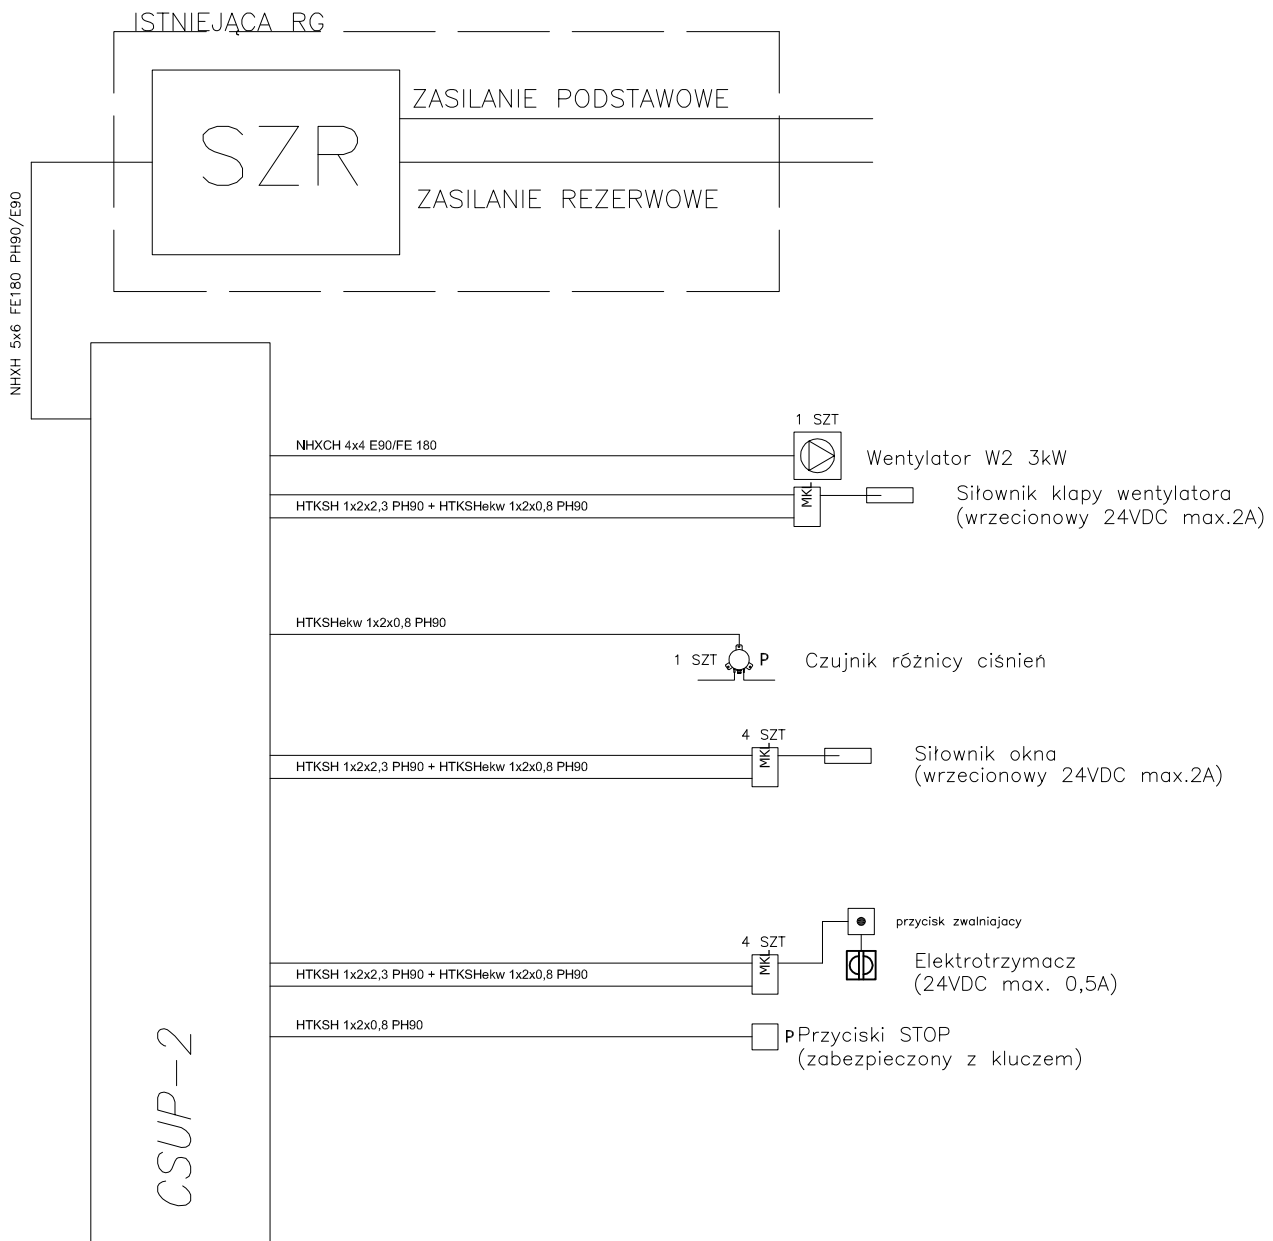 ISTNIEJĄCA RG
ZASILANIE PODSTAWOWE
SZR
ZASILANIE REZERWOWE
NHXH 5x6 FE180 PH90/E90
1 SZT
NHXCH 4x4 E90/FE 180
Wentylator W2 3kW
MKL
Siłownik klapy wentylatora
HTKSH 1x2x2,3 PH90 + HTKSHekw 1x2x0,8 PH90
(wrzecionowy 24VDC max.2A)
HTKSHekw 1x2x0,8 PH90
1 SZT
P
Czujnik różnicy ciśnień
4 SZT
MKL
Siłownik okna
HTKSH 1x2x2,3 PH90 + HTKSHekw 1x2x0,8 PH90
(wrzecionowy 24VDC max.2A)
przycisk zwalniajacy
4 SZT
MKL
Elektrotrzymacz
HTKSH 1x2x2,3 PH90 + HTKSHekw 1x2x0,8 PH90
(24VDC max. 0,5A)
HTKSH 1x2x0,8 PH90
P Przyciski STOP
(zabezpieczony z kluczem)
CSUP-2